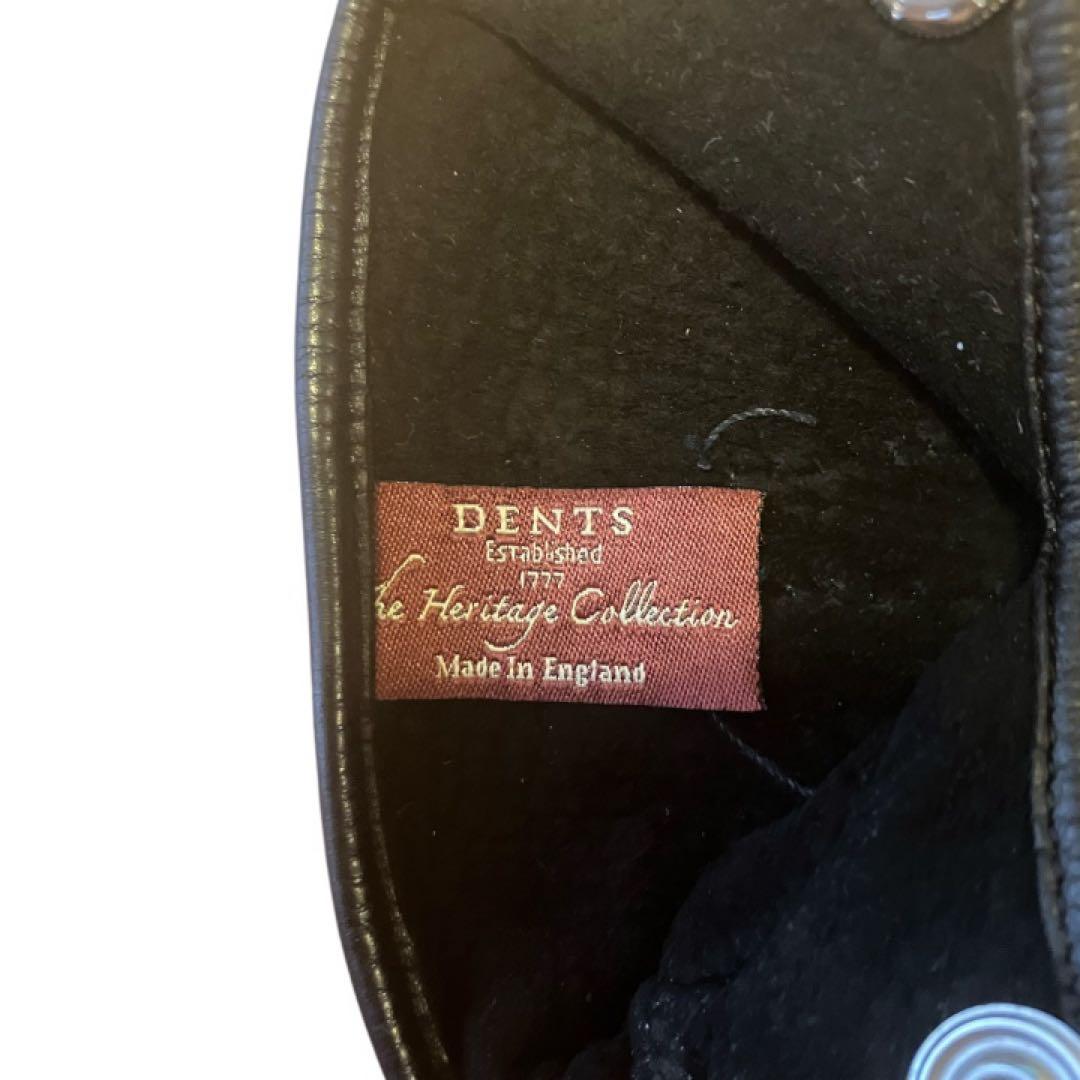 DENTS
Established
1777
he Heritage Collection
Made In England